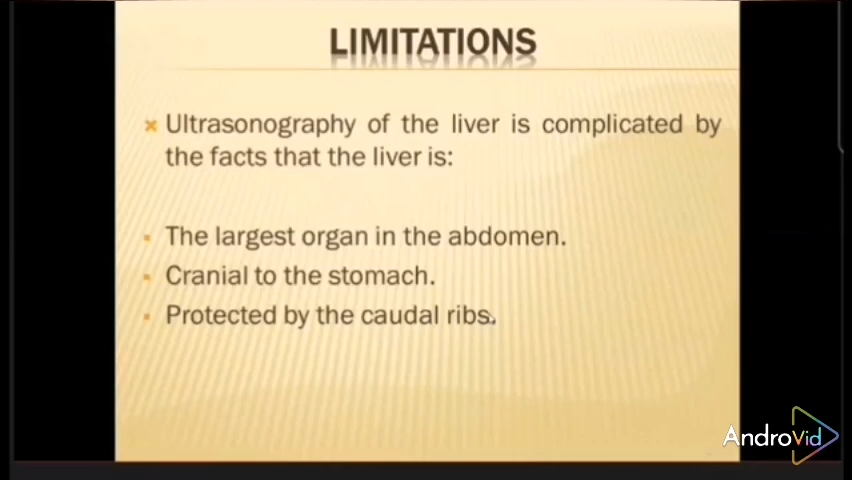 LIMITATIONS
Ultrasonography of the liver is complicated by
the facts that the liver is:
The largest organ in the abdomen.
Cranial to the stomach.
Protected by the caudal ribs.
AndroVid